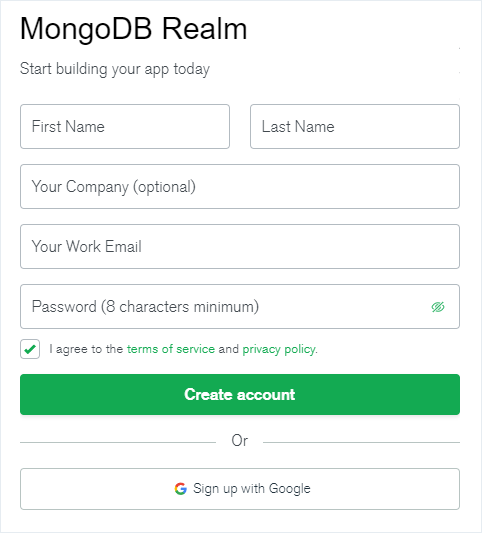 MongoDB Realm
Start building your app today
First Name
Last Name
Your Company (optional)
Your Work Email
Password (8 characters minimum)
I agree to the terms of service and privacy policy.
Create account
Or
Sign up with Google